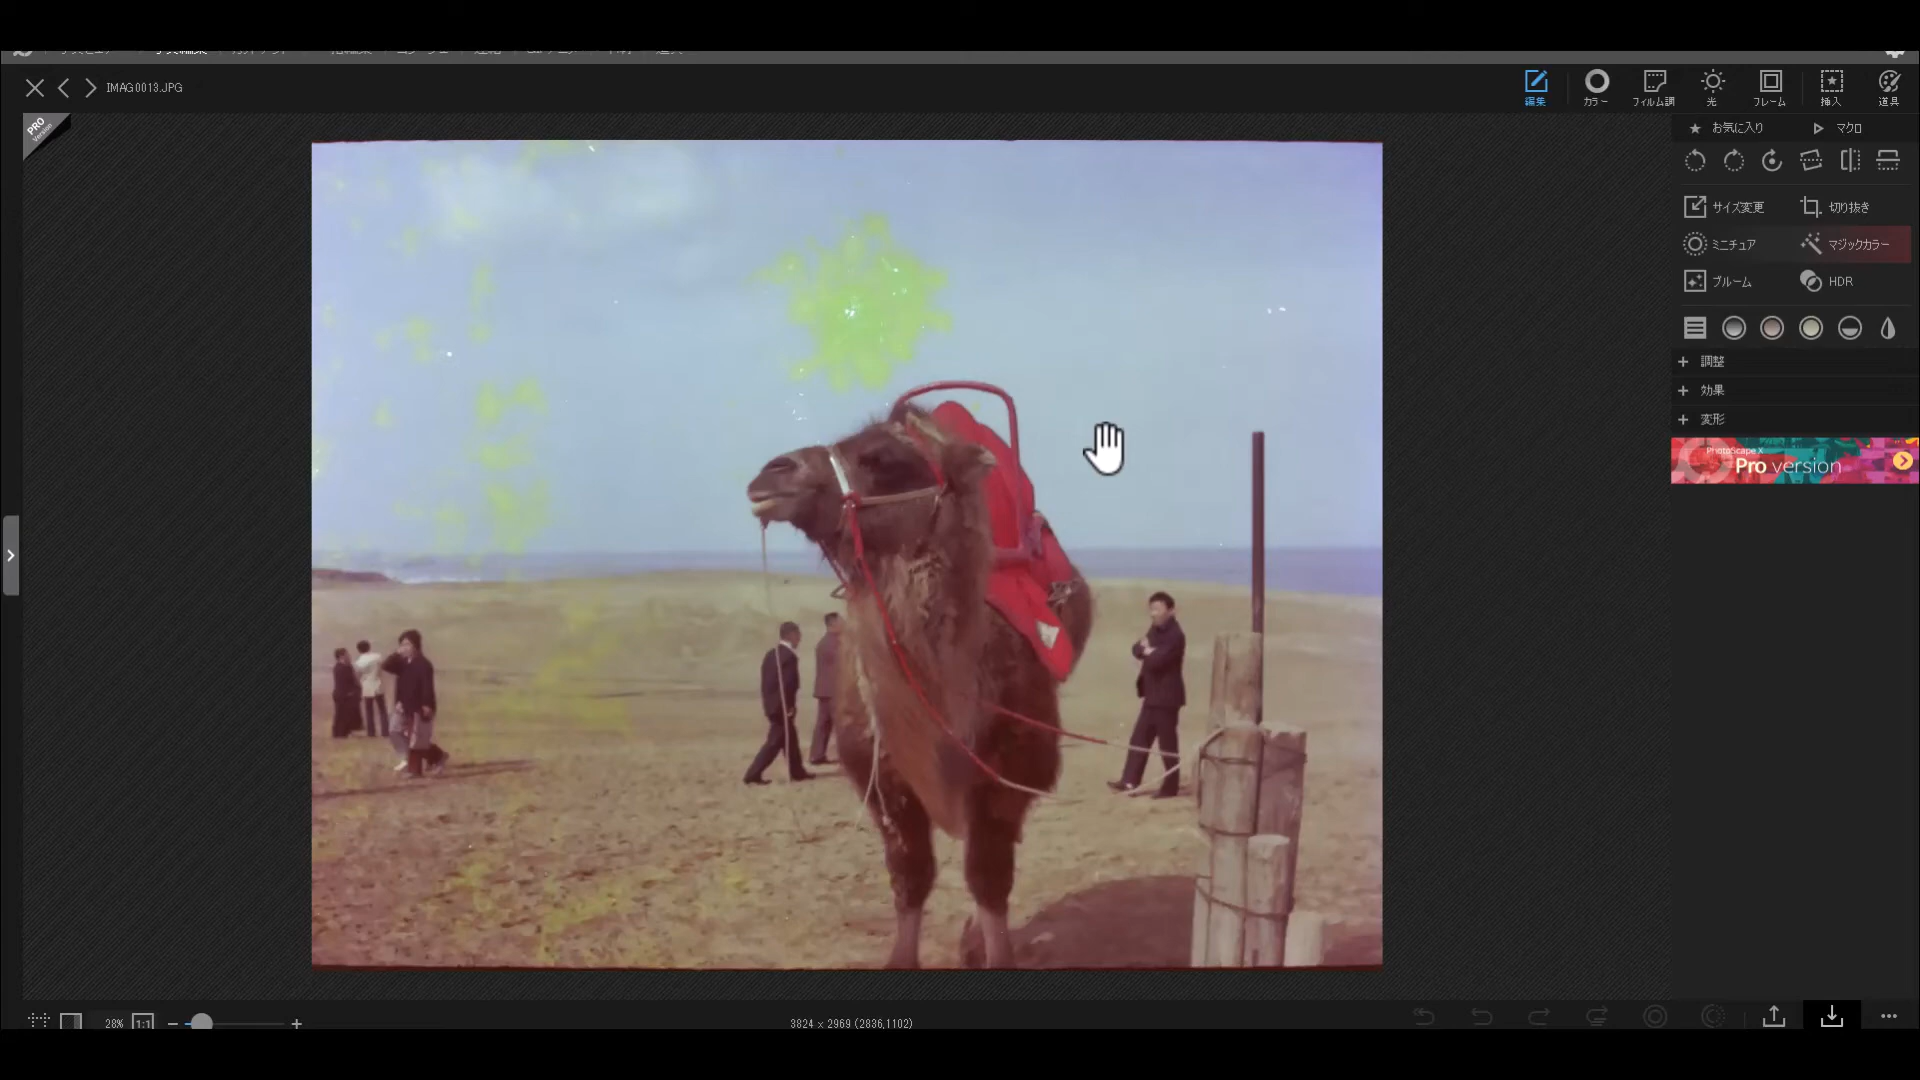 IMAG0013.JPG
編集
カラー
フィルム調
光
フレーム
挿入
道具
PRO
Version
お気に入り
マクロ
サイズ変更
切り抜き
ミニチュア
マジックカラー
ブルーム
HDR
調整
効果
変形
PhotoScape X
Pro version
28%
1:1
3824 x 2969 (2836,1102)